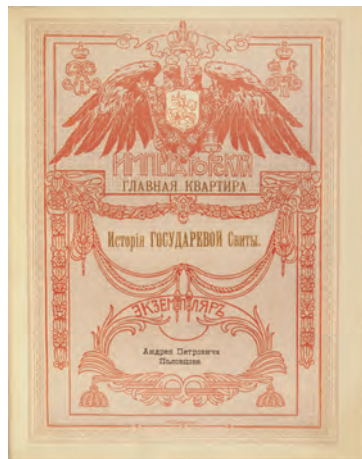 ИМПЕРАТОРСКАЯ
ГЛАВНАЯ КВАРТИРА
Исторія ГОСУДАРЕВОЙ Свиты.
ЭКЗЕМПЛЯРЪ
Андрея Петровича
Половцова.